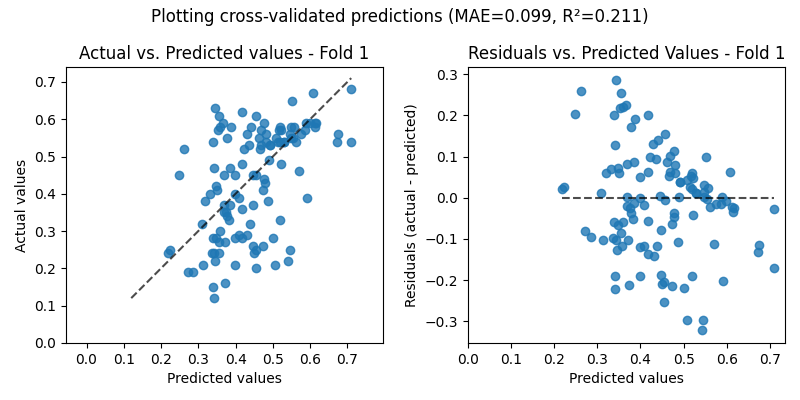 Plotting cross-validated predictions (MAE=0.099, R²=0.211)
Actual vs. Predicted values - Fold 1
Actual values
0.7
0.6
0.5
0.4
0.3
0.2
0.1
0.0
0.0 0.1 0.2 0.3 0.4 0.5 0.6 0.7
Predicted values
Residuals vs. Predicted Values - Fold 1
Residuals (actual - predicted)
0.3
0.2
0.1
0.0
−0.1
−0.2
−0.3
0.0 0.1 0.2 0.3 0.4 0.5 0.6 0.7
Predicted values